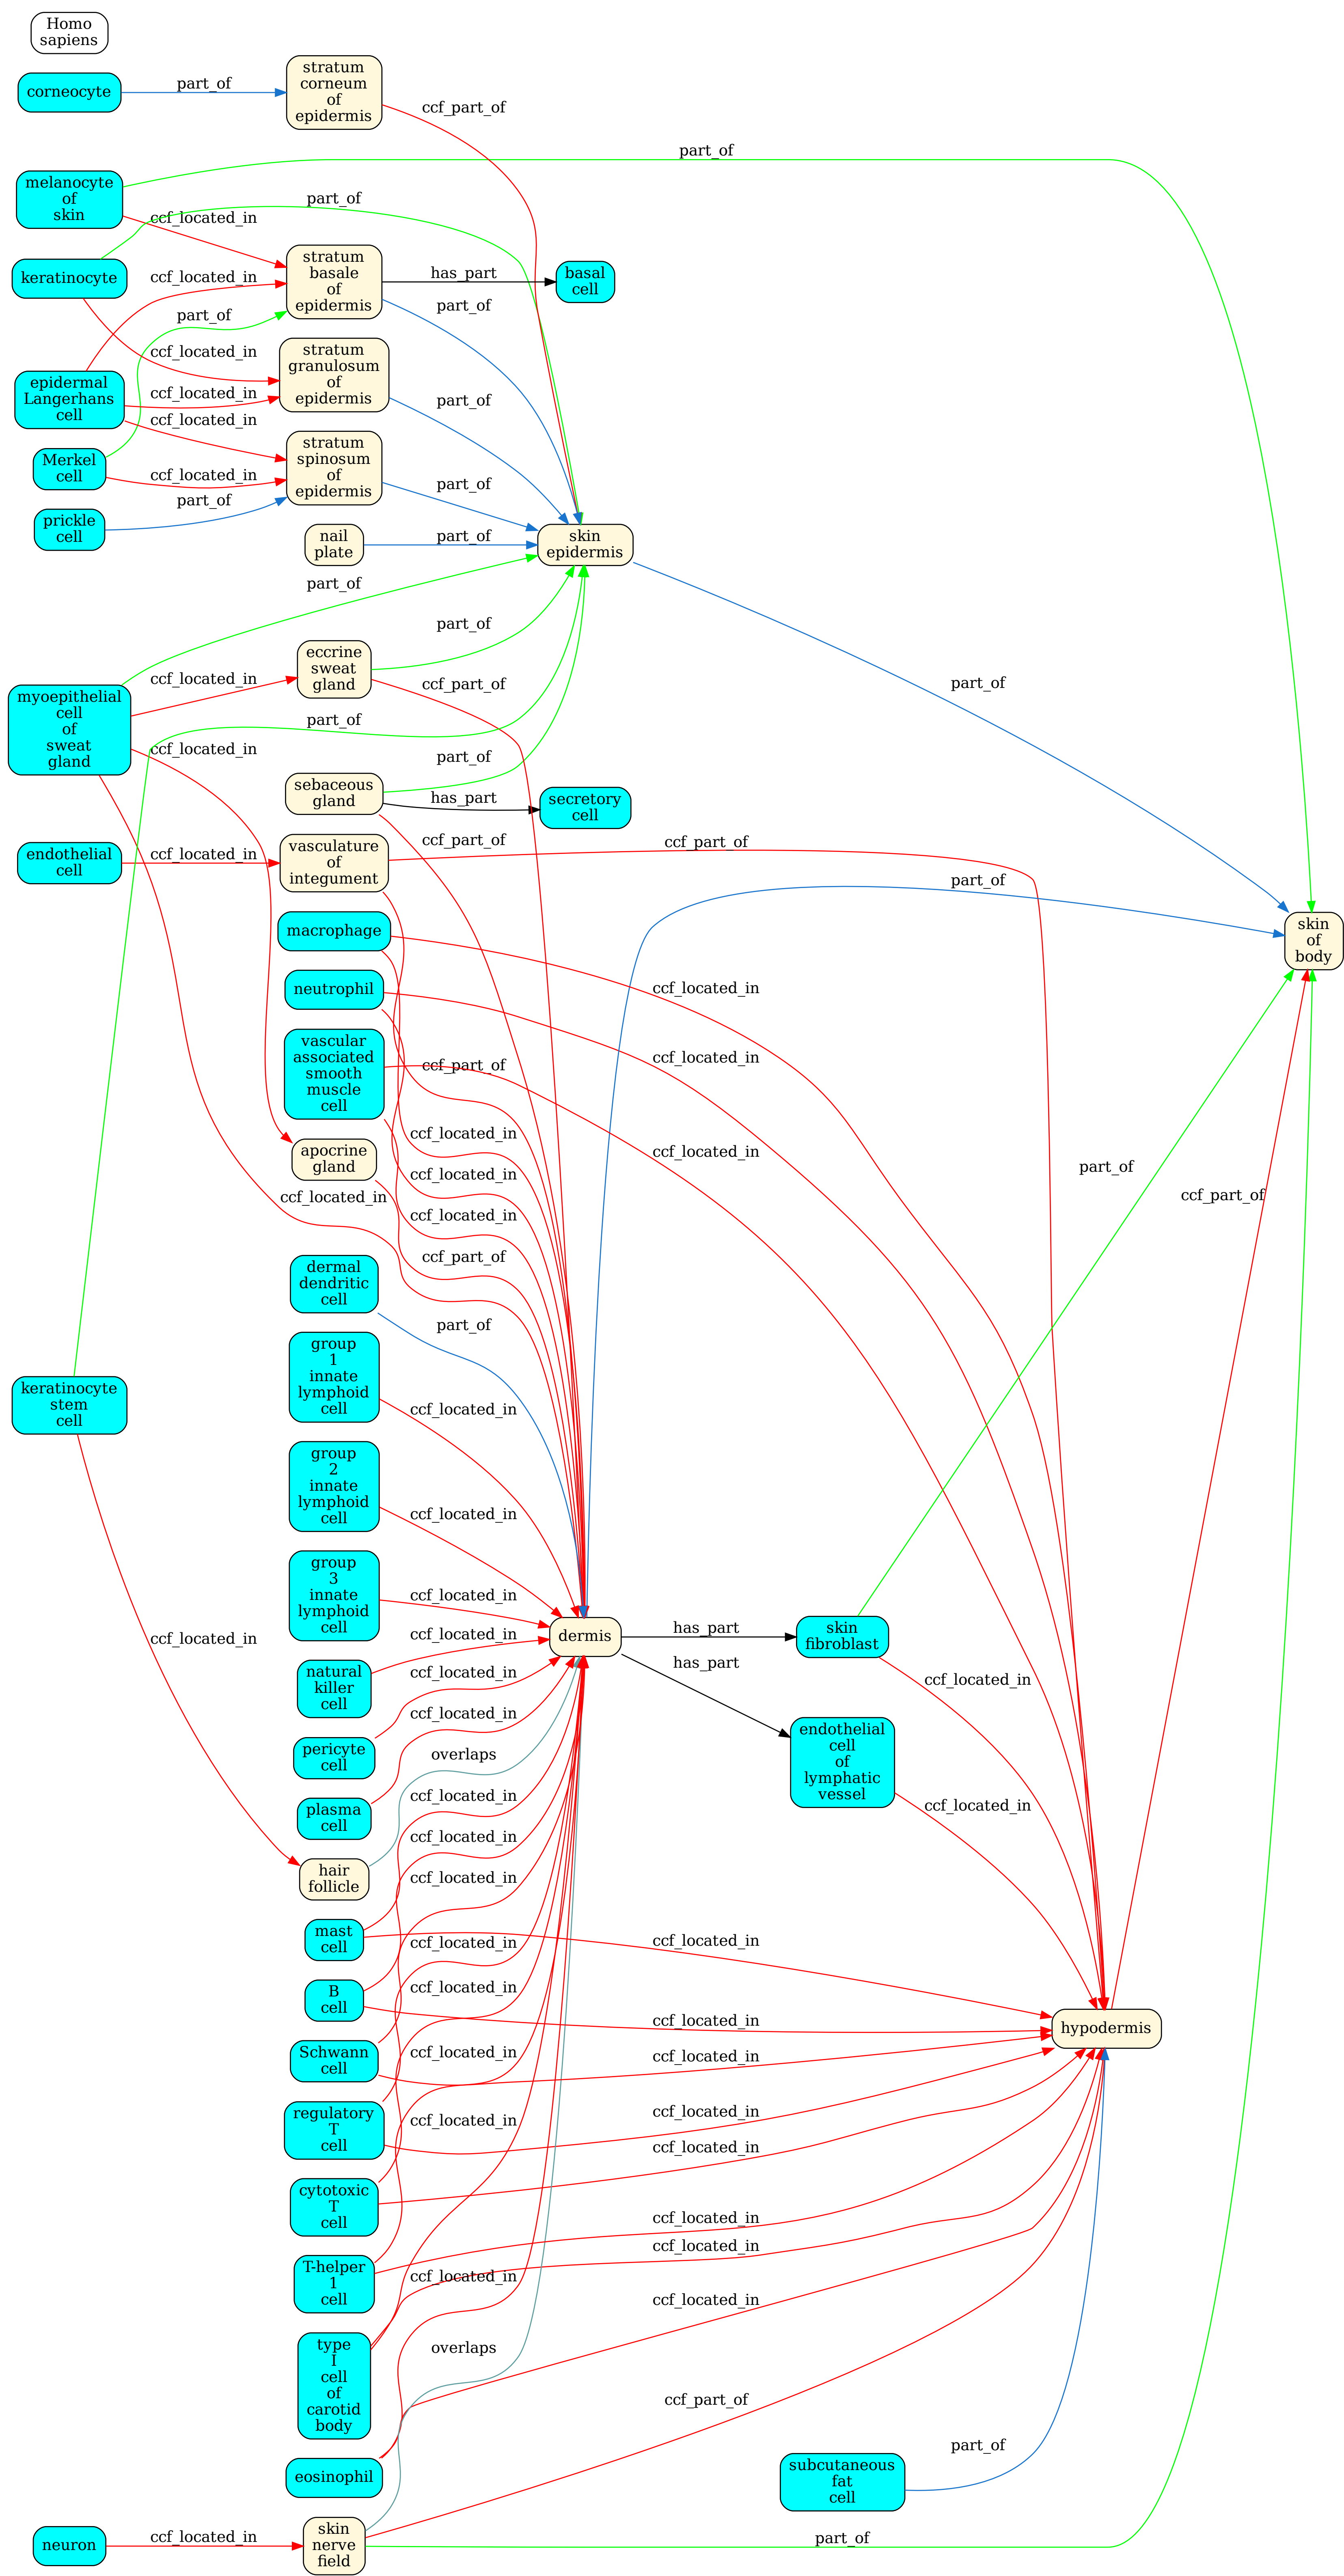 Homo
sapiens
corneocyte
part_of
stratum
corneum
of
epidermis
ccf_part_of
part_of
melanocyte
of
skin
part_of
ccf_located_in
keratinocyte
ccf_located_in
stratum
basale
of
epidermis
has_part
basal
cell
part_of
part_of
ccf_located_in
stratum
granulosum
of
epidermis
part_of
epidermal
Langerhans
cell
ccf_located_in
ccf_located_in
stratum
spinosum
of
epidermis
part_of
Merkel
cell
ccf_located_in
part_of
prickle
cell
nail
plate
part_of
skin
epidermis
part_of
part_of
eccrine
sweat
gland
ccf_part_of
part_of
myoepithelial
cell
of
sweat
gland
ccf_located_in
part_of
ccf_located_in
part_of
sebaceous
gland
has_part
secretory
cell
ccf_part_of
ccf_part_of
endothelial
cell
ccf_located_in
vasculature
of
integument
part_of
macrophage
skin
of
body
neutrophil
ccf_located_in
vascular
associated
smooth
muscle
cell
ccf_part_of
ccf_located_in
ccf_located_in
ccf_located_in
apocrine
gland
ccf_located_in
part_of
ccf_located_in
ccf_located_in
ccf_part_of
ccf_part_of
dermal
dendritic
cell
part_of
group
1
innate
lymphoid
cell
ccf_located_in
keratinocyte
stem
cell
group
2
innate
lymphoid
cell
ccf_located_in
group
3
innate
lymphoid
cell
ccf_located_in
ccf_located_in
ccf_located_in
dermis
has_part
skin
fibroblast
has_part
natural
killer
cell
ccf_located_in
ccf_located_in
ccf_located_in
pericyte
cell
overlaps
endothelial
cell
of
lymphatic
vessel
ccf_located_in
plasma
cell
ccf_located_in
ccf_located_in
hair
follicle
ccf_located_in
mast
cell
ccf_located_in
ccf_located_in
B
cell
ccf_located_in
ccf_located_in
hypodermis
Schwann
cell
ccf_located_in
ccf_located_in
regulatory
T
cell
ccf_located_in
ccf_located_in
ccf_located_in
cytotoxic
T
cell
ccf_located_in
ccf_located_in
T-helper
1
cell
ccf_located_in
ccf_located_in
type
I
cell
of
carotid
body
overlaps
ccf_part_of
eosinophil
part_of
subcutaneous
fat
cell
neuron
ccf_located_in
skin
nerve
field
part_of